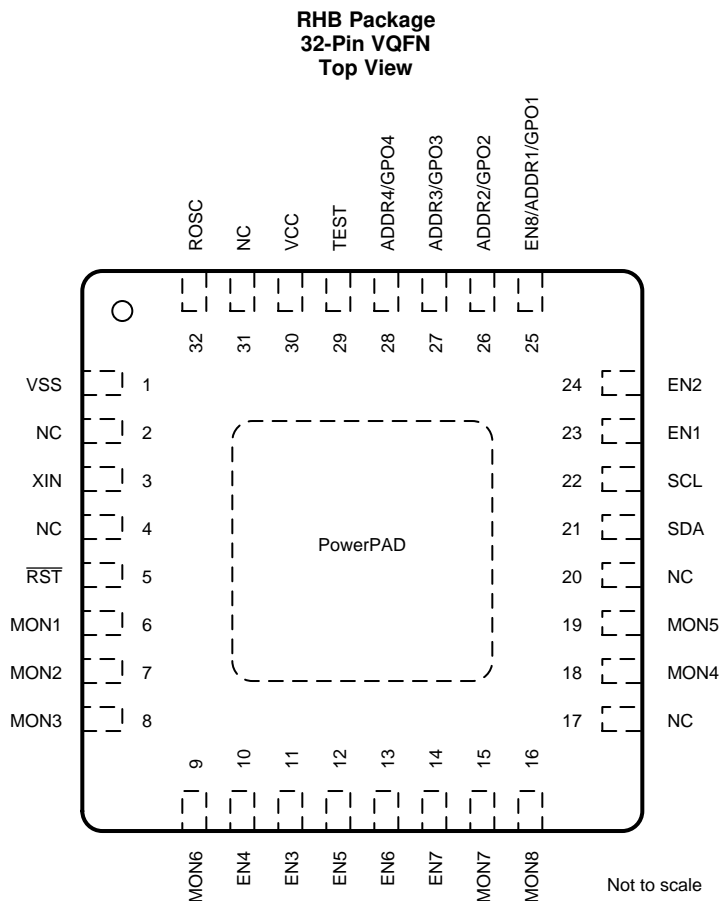 RHB Package
32-Pin VQFN
Top View
ROSC
NC
VCC
TEST
ADDR4/GPO4
ADDR3/GPO3
ADDR2/GPO2
EN8/ADDR1/GPO1
32
31
30
29
28
27
26
25
VSS 1
NC 2
XIN 3
NC 4
RST 5
MON1 6
MON2 7
MON3 8
24 EN2
23 EN1
22 SCL
21 SDA
20 NC
19 MON5
18 MON4
17 NC
PowerPAD
9
10
11
12
13
14
15
16
MON6
EN4
EN3
EN5
EN6
EN7
MON7
MON8
Not to scale